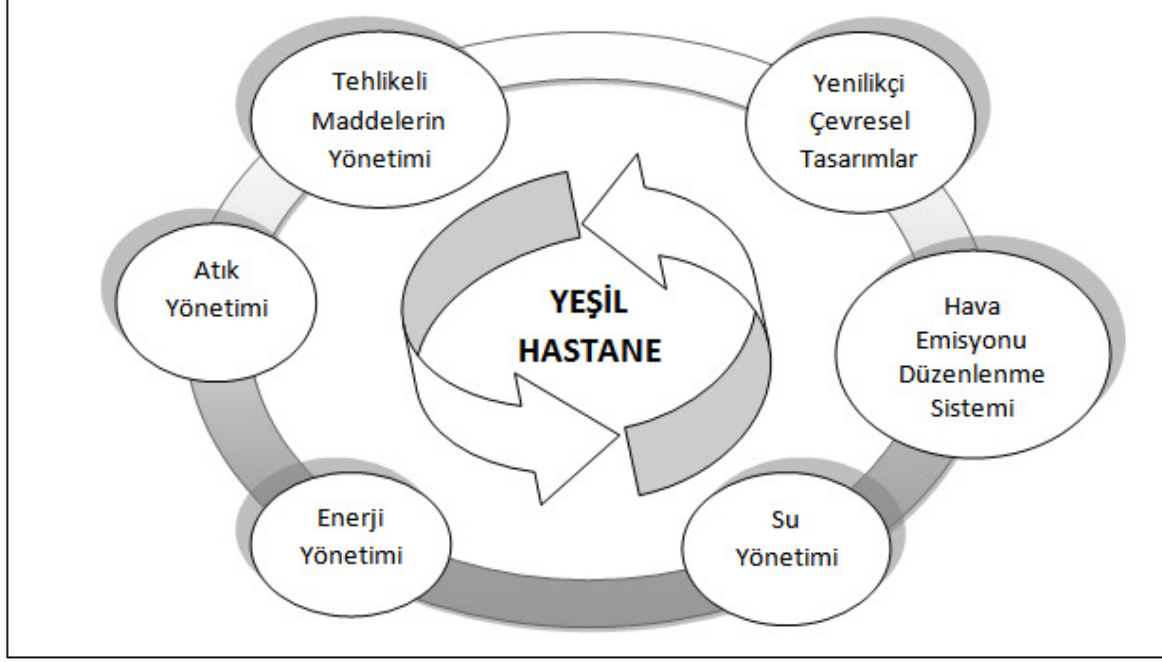 Tehlikeli
Maddelerin
Yönetimi
Yenilikçi
Çevresel
Tasarımlar
Atık
Yönetimi
YEŞİL
HASTANE
Hava
Emisyonu
Düzenlenme
Sistemi
Enerji
Yönetimi
Su
Yönetimi